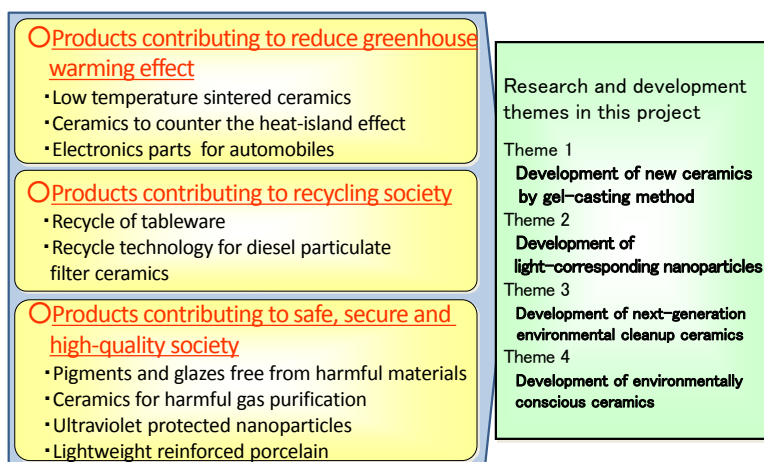 ○Products contributing to reduce greenhouse
warming effect
・Low temperature sintered ceramics
・Ceramics to counter the heat-island effect
・Electronics parts for automobiles
○Products contributing to recycling society
・Recycle of tableware
・Recycle technology for diesel particulate
filter ceramics
○Products contributing to safe, secure and
high-quality society
・Pigments and glazes free from harmful materials
・Ceramics for harmful gas purification
・Ultraviolet protected nanoparticles
・Lightweight reinforced porcelain
Research and development
themes in this project
Theme 1
Development of new ceramics
by gel-casting method
Theme 2
Development of
light-corresponding nanoparticles
Theme 3
Development of next-generation
environmental cleanup ceramics
Theme 4
Development of environmentally
conscious ceramics